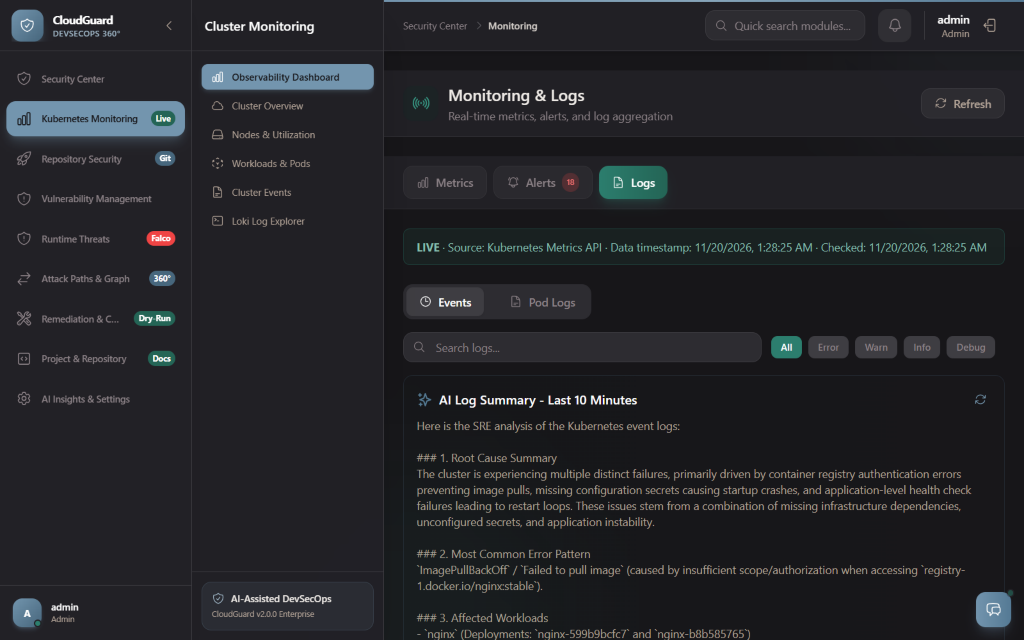 CloudGuard
DEVSECOPS 360°
Security Center
Kubernetes Monitoring Live
Repository Security Git
Vulnerability Management
Runtime Threats Falco
Attack Paths & Graph 360°
Remediation & C... Dry-Run
Project & Repository Docs
AI Insights & Settings
A
admin
Admin
Cluster Monitoring
Observability Dashboard
Cluster Overview
Nodes & Utilization
Workloads & Pods
Cluster Events
Loki Log Explorer
AI-Assisted DevSecOps
CloudGuard v2.0.0 Enterprise
Security Center > Monitoring
Quick search modules...
admin
Admin
Monitoring & Logs
Real-time metrics, alerts, and log aggregation
Refresh
Metrics
Alerts 18
Logs
LIVE · Source: Kubernetes Metrics API · Data timestamp: 11/20/2026, 1:28:25 AM · Checked: 11/20/2026, 1:28:25 AM
Events
Pod Logs
Search logs...
All
Error
Warn
Info
Debug
AI Log Summary - Last 10 Minutes
Here is the SRE analysis of the Kubernetes event logs:
### 1. Root Cause Summary
The cluster is experiencing multiple distinct failures, primarily driven by container registry authentication errors
preventing image pulls, missing configuration secrets causing startup crashes, and application-level health check
failures leading to restart loops. These issues stem from a combination of missing infrastructure dependencies,
unconfigured secrets, and application instability.
### 2. Most Common Error Pattern
`ImagePullBackOff` / `Failed to pull image` (caused by insufficient scope/authorization when accessing `registry-
1.docker.io/nginxcstable`).
### 3. Affected Workloads
- `nginx` (Deployments: `nginx-599b9bcfc7` and `nginx-b8b585765`)